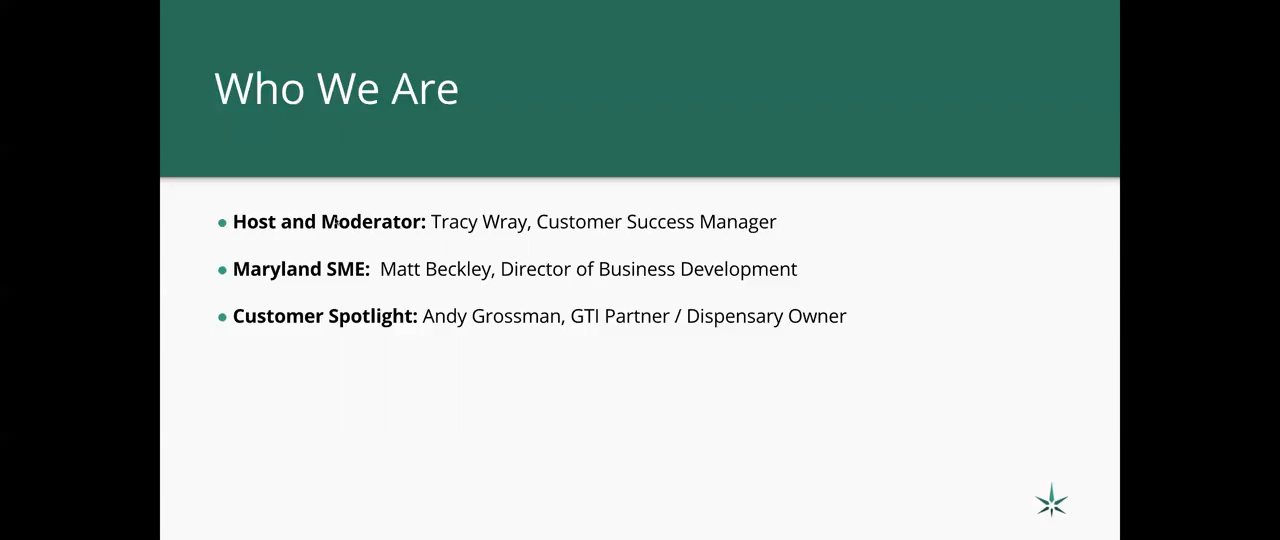 Who We Are
Host and Moderator: Tracy Wray, Customer Success Manager
Maryland SME: Matt Beckley, Director of Business Development
Customer Spotlight: Andy Grossman, GTI Partner / Dispensary Owner